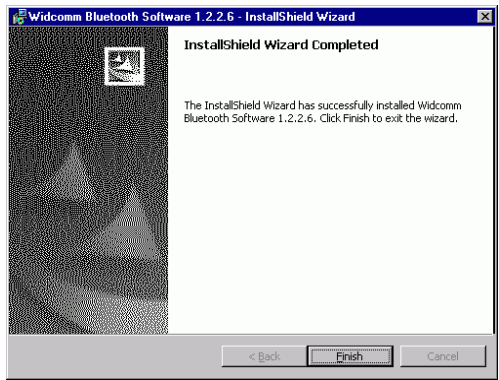 Widcomm Bluetooth Software 1.2.2.6 - InstallShield Wizard
InstallShield Wizard Completed
The InstallShield Wizard has successfully installed Widcomm
Bluetooth Software 1.2.2.6. Click Finish to exit the wizard.
< Back
Finish
Cancel